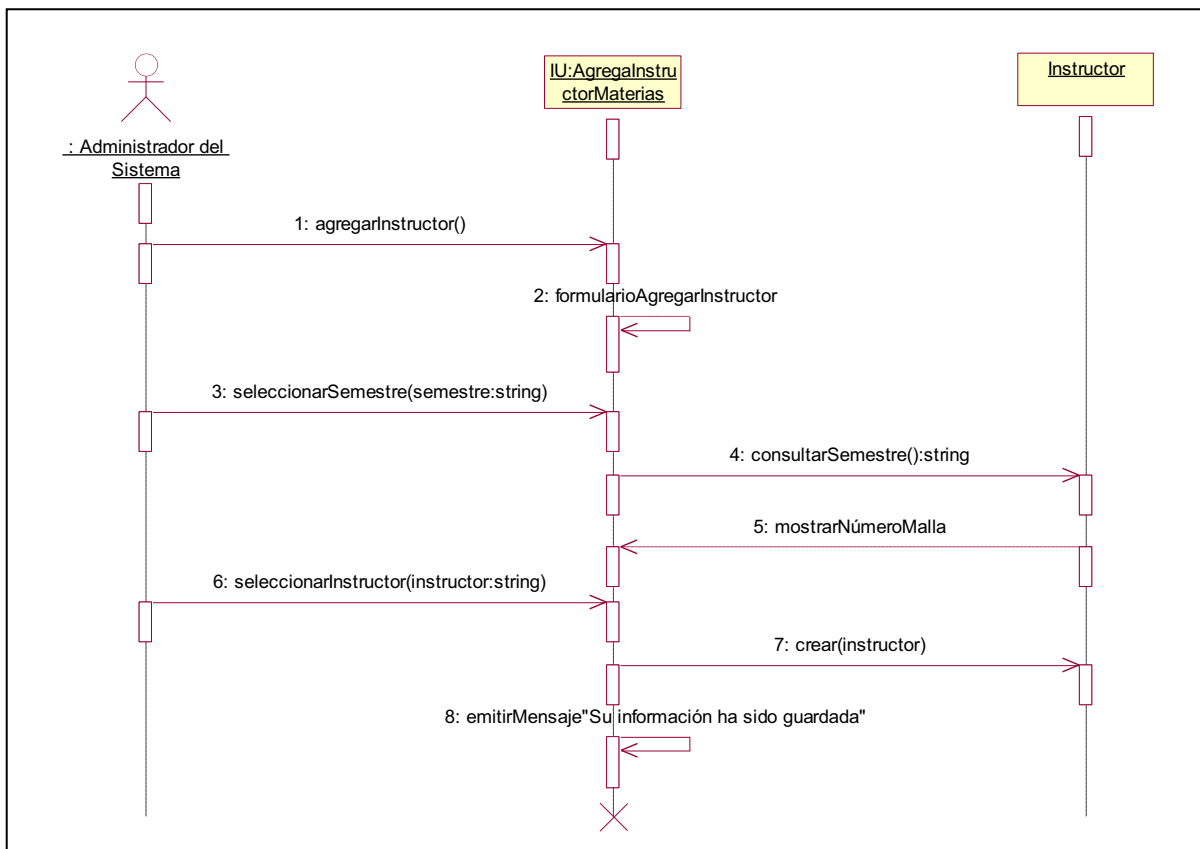 IU:AgregaInstru
ctorMaterias
Instructor
: Administrador del
Sistema
1: agregarInstructor()
2: formularioAgregarInstructor
3: seleccionarSemestre(semestre:string)
4: consultarSemestre():string
5: mostrarNúmeroMalla
6: seleccionarInstructor(instructor:string)
7: crear(instructor)
8: emitirMensaje"Su información ha sido guardada"